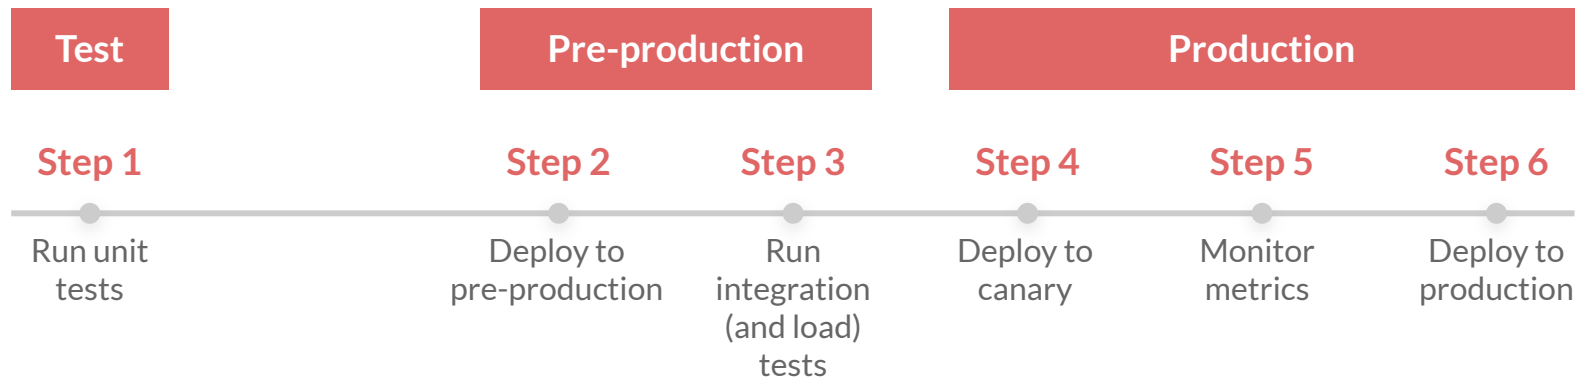 Test
Pre-production
Production
Step 1
Step 2
Step 3
Step 4
Step 5
Step 6
Run unit
tests
Deploy to
pre-production
Run
integration
(and load)
tests
Deploy to
canary
Monitor
metrics
Deploy to
production